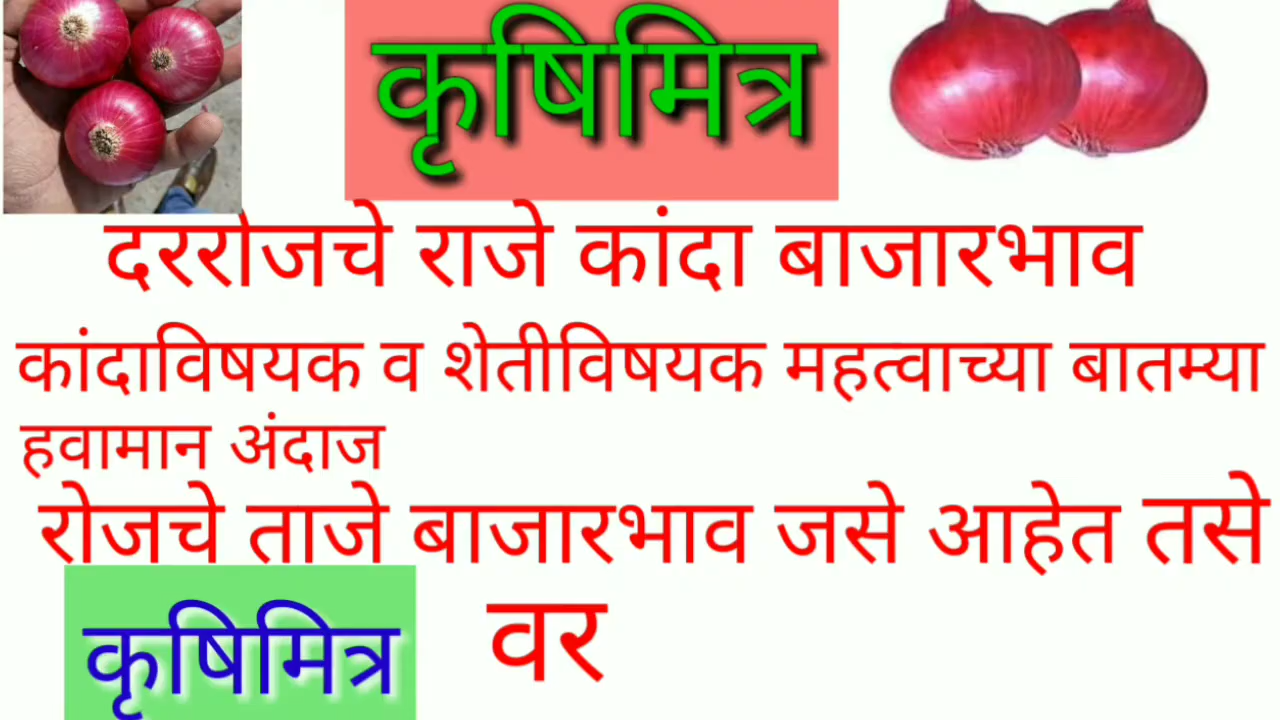 कृषिमित्र
दररोजचे राजे कांदा बाजारभाव
कांदाविषयक व शेतीविषयक महत्वाच्या बातम्या
हवामान अंदाज
रोजचे ताजे बाजारभाव जसे आहेत तसे
कृषिमित्र वर